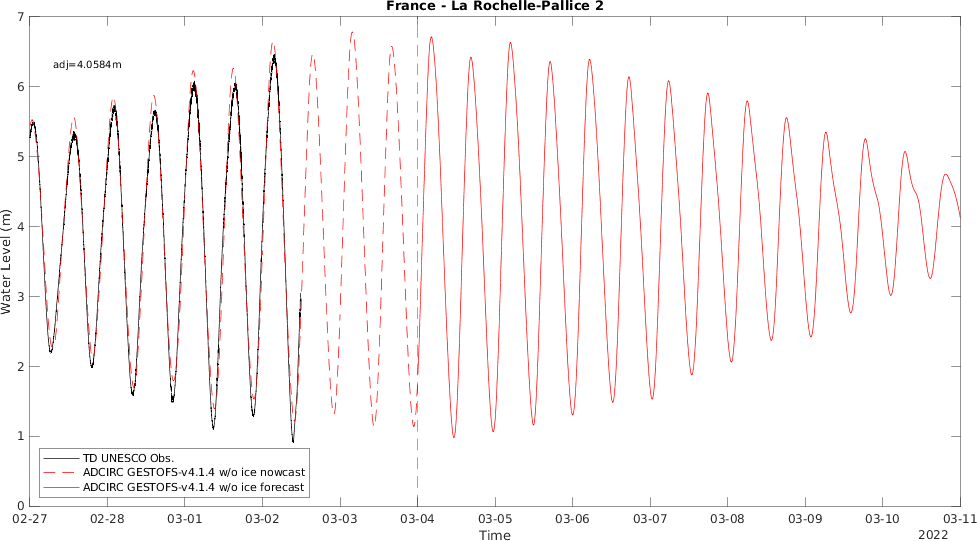 France - La Rochelle-Pallice 2
7
adj=4.0584m
6
5
4
3
2
1
0
Water Level (m)
TD UNESCO Obs.
ADCIRC GESTOFS-v4.1.4 w/o ice nowcast
ADCIRC GESTOFS-v4.1.4 w/o ice forecast
02-27 02-28 03-01 03-02 03-03 03-04 03-05 03-06 03-07 03-08 03-09 03-10 03-11
Time
2022